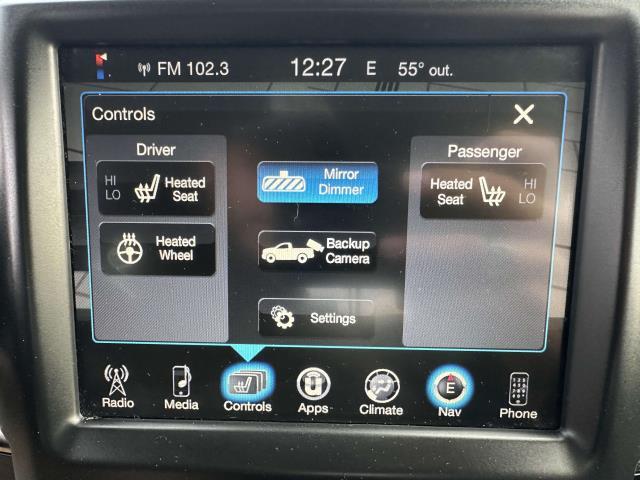 FM 102.3 12:27 E 55° out.
Controls
Driver
HI
LO
Heated
Seat
Heated
Wheel
Mirror
Dimmer
Backup
Camera
Settings
Passenger
Heated
Seat
HI
LO
Radio Media Controls Apps Climate Nav Phone
E